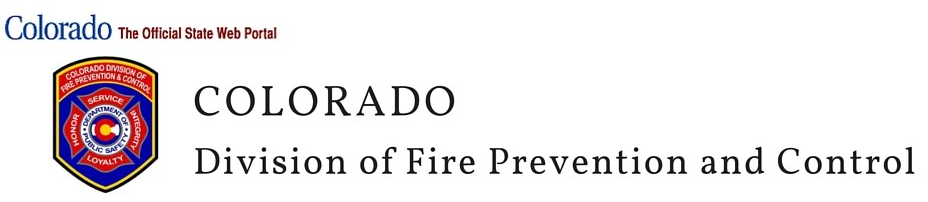 Colorado The Official State Web Portal
COLORADO DIVISION OF
FIRE PREVENTION & CONTROL
SERVICE
HONOR
DEPARTMENT OF
PUBLIC SAFETY
INTEGRITY
LOYALTY
COLORADO
Division of Fire Prevention and Control